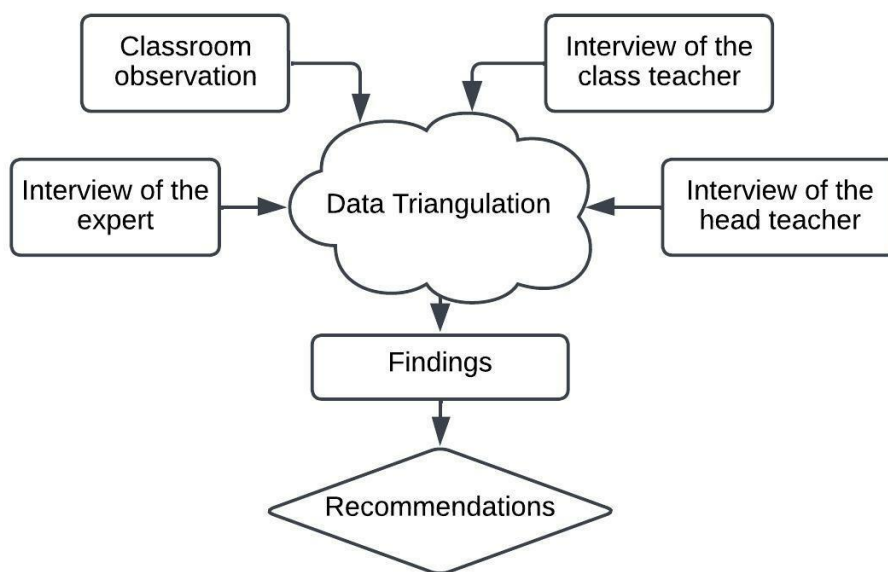 Classroom
observation
Interview of the
class teacher
Interview of the
expert
Data Triangulation
Interview of the
head teacher
Findings
Recommendations